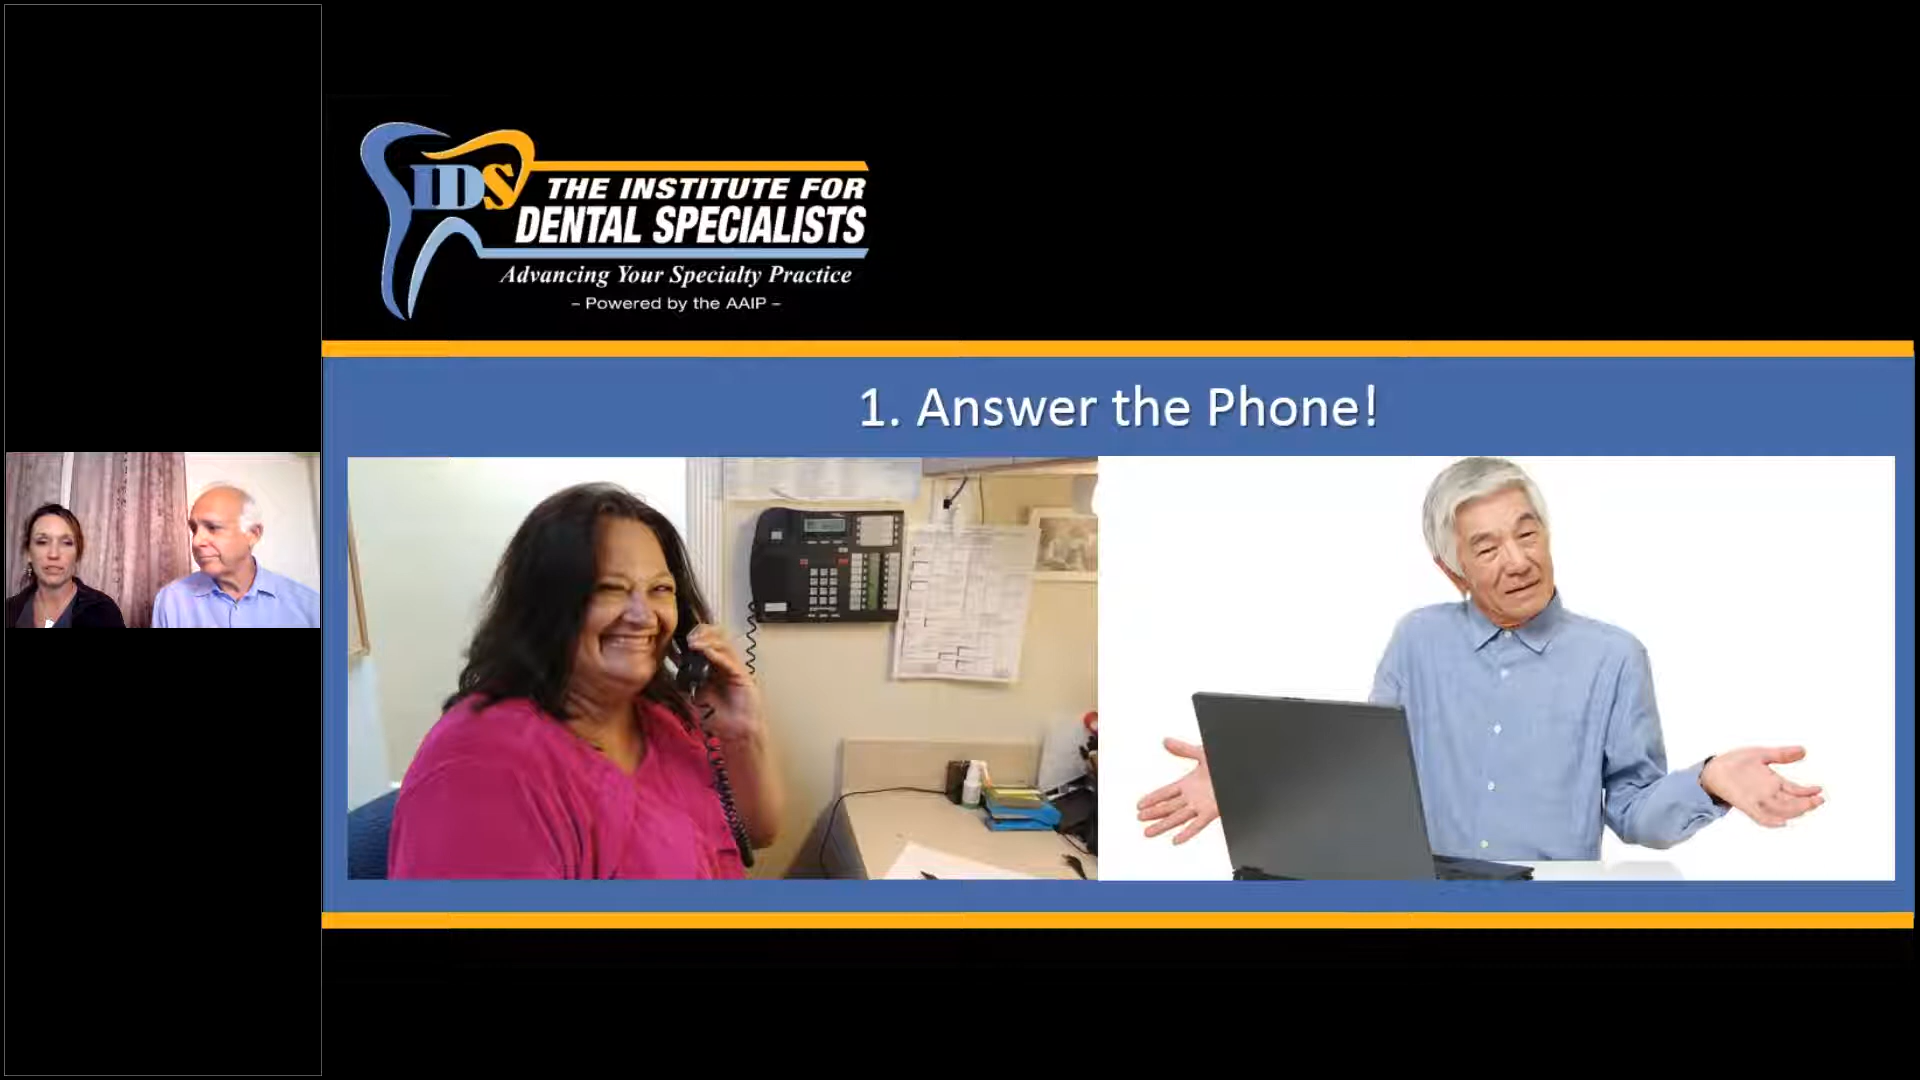 IDS
THE INSTITUTE FOR
DENTAL SPECIALISTS
Advancing Your Specialty Practice
– Powered by the AAIP –
1. Answer the Phone!